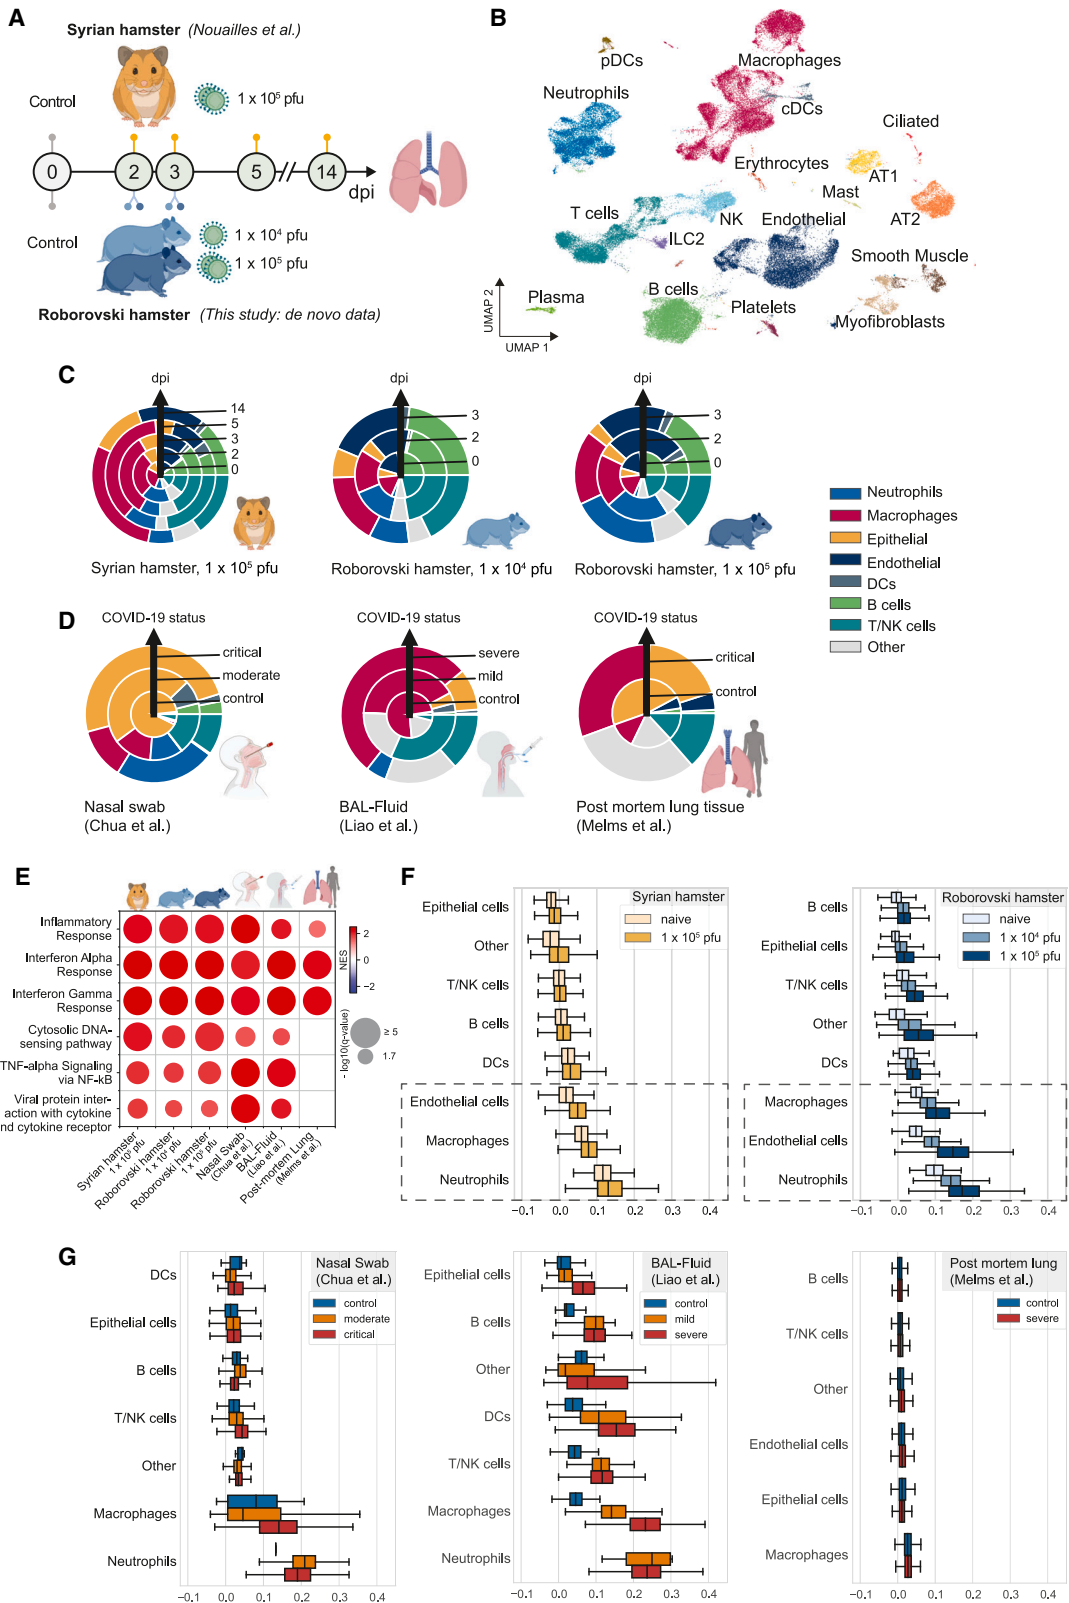 A
Syrian hamster (Nouailles et al.)
Control
1 x 10⁵ pfu
0
2
3
5
14
dpi
Control
1 x 10⁴ pfu
1 x 10⁵ pfu
Roborovski hamster (This study: de novo data)
B
pDCs
Macrophages
Neutrophils
cDCs
Ciliated
Erythrocytes
AT1
Mast
T cells
NK
Endothelial
AT2
ILC2
Smooth Muscle
B cells
Plasma
Platelets
Myofibroblasts
UMAP 2
UMAP 1
C
dpi
14
5
3
2
0
Syrian hamster, 1 x 10⁵ pfu
dpi
3
2
0
Roborovski hamster, 1 x 10⁴ pfu
dpi
3
2
0
Roborovski hamster, 1 x 10⁵ pfu
Neutrophils
Macrophages
Epithelial
Endothelial
DCs
B cells
T/NK cells
Other
D
COVID-19 status
critical
moderate
control
Nasal swab
(Chua et al.)
COVID-19 status
severe
mild
control
BAL-Fluid
(Liao et al.)
COVID-19 status
critical
control
Post mortem lung tissue
(Melms et al.)
E
Inflammatory
Response
Interferon Alpha
Response
Interferon Gamma
Response
Cytosolic DNA-
sensing pathway
TNF-alpha Signaling
via NF-kB
Viral protein inter-
action with cytokine
nd cytokine receptor
Syrian hamster
1 x 10⁵ pfu
Roborovski hamster
1 x 10⁴ pfu
Roborovski hamster
1 x 10⁵ pfu
Nasal Swab
(Chua et al.)
BAL-Fluid
(Liao et al.)
Post-mortem Lung
(Melms et al.)
NES
2
0
−2
- log10(q-value)
≥ 5
1.7
F
Syrian hamster
naive
1 x 10⁵ pfu
Epithelial cells
Other
T/NK cells
B cells
DCs
Endothelial cells
Macrophages
Neutrophils
−0.1 0.0 0.1 0.2 0.3 0.4
Roborovski hamster
naive
1 x 10⁴ pfu
1 x 10⁵ pfu
B cells
Epithelial cells
T/NK cells
Other
DCs
Macrophages
Endothelial cells
Neutrophils
−0.1 0.0 0.1 0.2 0.3 0.4
G
Nasal Swab
(Chua et al.)
control
moderate
critical
DCs
Epithelial cells
B cells
T/NK cells
Other
Macrophages
Neutrophils
−0.1 0.0 0.1 0.2 0.3 0.4
BAL-Fluid
(Liao et al.)
control
mild
severe
Epithelial cells
B cells
Other
DCs
T/NK cells
Macrophages
Neutrophils
−0.1 0.0 0.1 0.2 0.3 0.4
Post mortem lung
(Melms et al.)
control
severe
B cells
T/NK cells
Other
Endothelial cells
Epithelial cells
Macrophages
−0.1 0.0 0.1 0.2 0.3 0.4